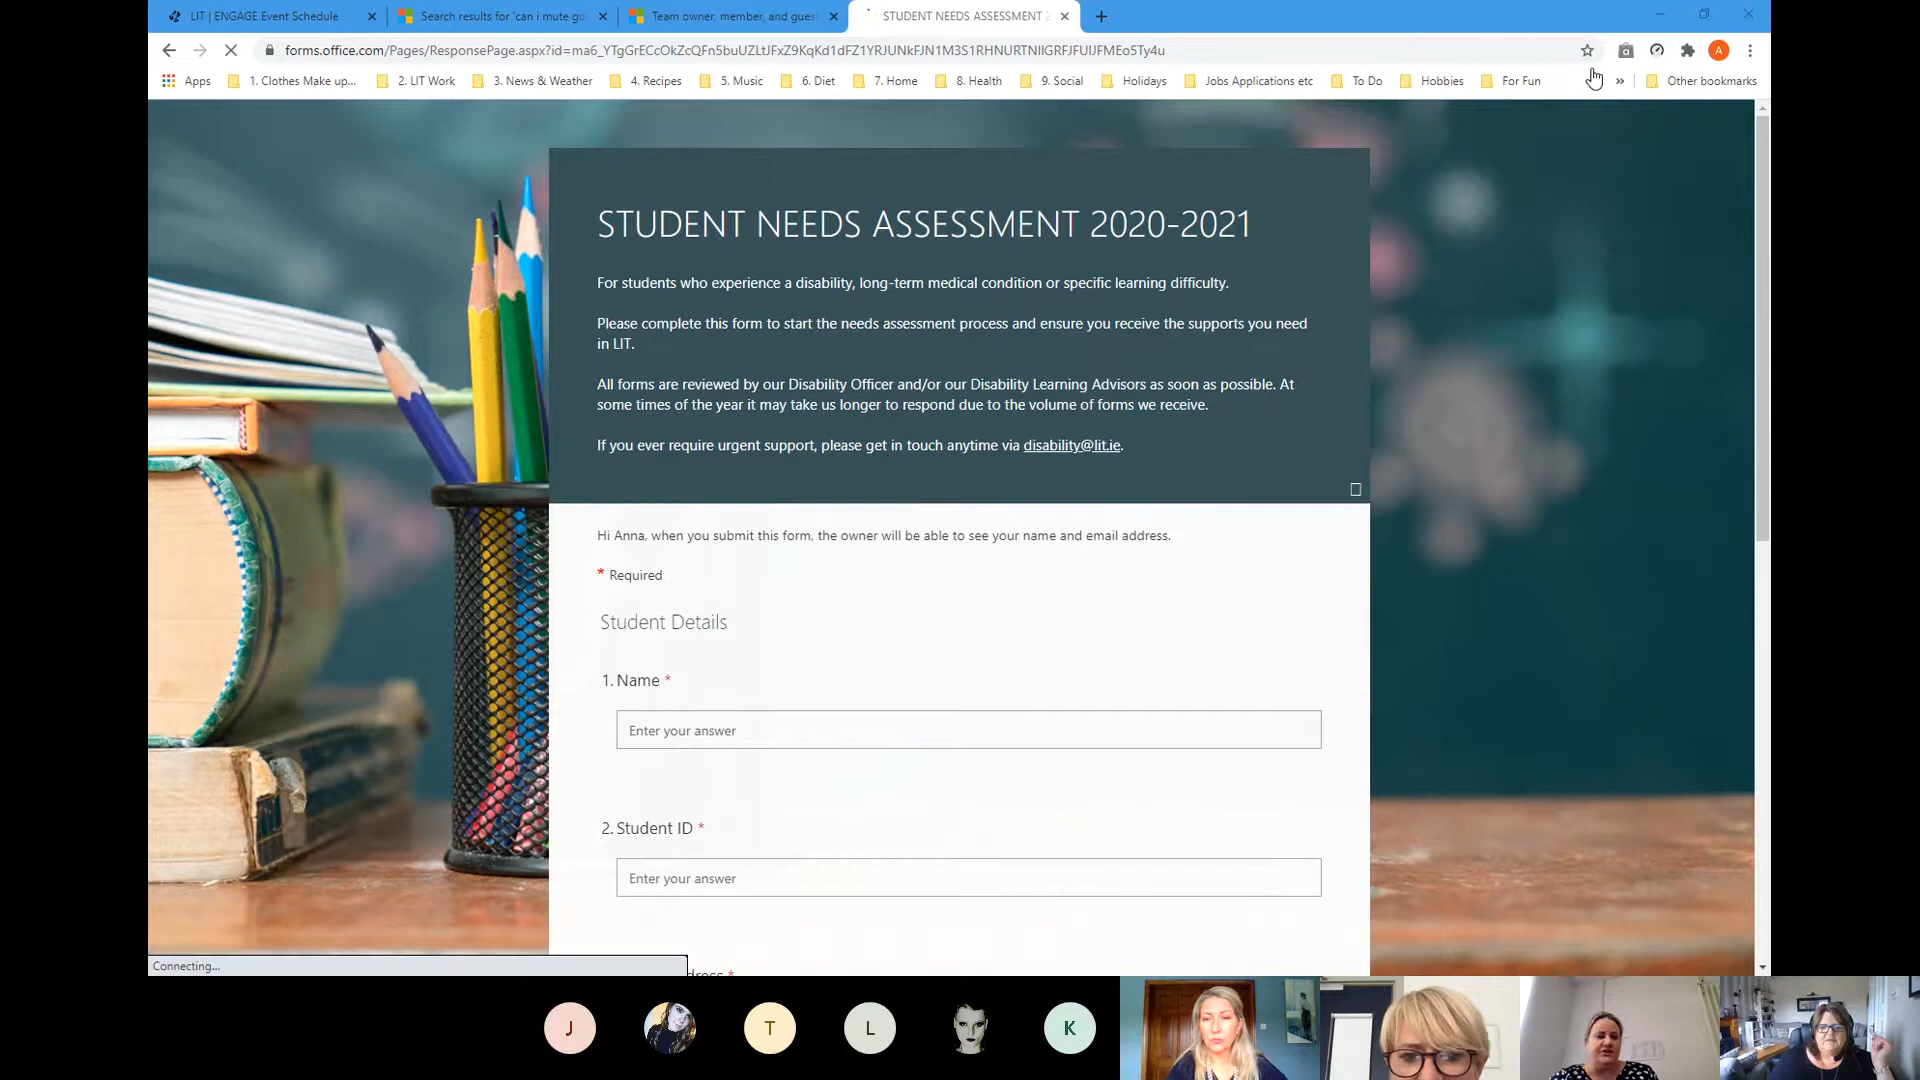 LIT | ENGAGE Event Schedule
Search results for 'can i mute gu
Team owner, member, and guest
STUDENT NEEDS ASSESSMENT 2
forms.office.com/Pages/ResponsePage.aspx?id=ma6_YTgGrECcOkZcQFn5buUZLtJFxZ9KqKd1dFZ1YRJUNkFJN1M3S1RHNURTNIlGRFJFUlJFMEo5Ty4u
A
Apps
1. Clothes Make up...
2. LIT Work
3. News & Weather
4. Recipes
5. Music
6. Diet
7. Home
8. Health
9. Social
Holidays
Jobs Applications etc
To Do
Hobbies
For Fun
»
Other bookmarks
STUDENT NEEDS ASSESSMENT 2020-2021
For students who experience a disability, long-term medical condition or specific learning difficulty.
Please complete this form to start the needs assessment process and ensure you receive the supports you need
in LIT.
All forms are reviewed by our Disability Officer and/or our Disability Learning Advisors as soon as possible. At
some times of the year it may take us longer to respond due to the volume of forms we receive.
If you ever require urgent support, please get in touch anytime via disability@lit.ie.
Hi Anna, when you submit this form, the owner will be able to see your name and email address.
* Required
Student Details
1. Name *
Enter your answer
2. Student ID *
Enter your answer
Connecting...
J
T
L
K